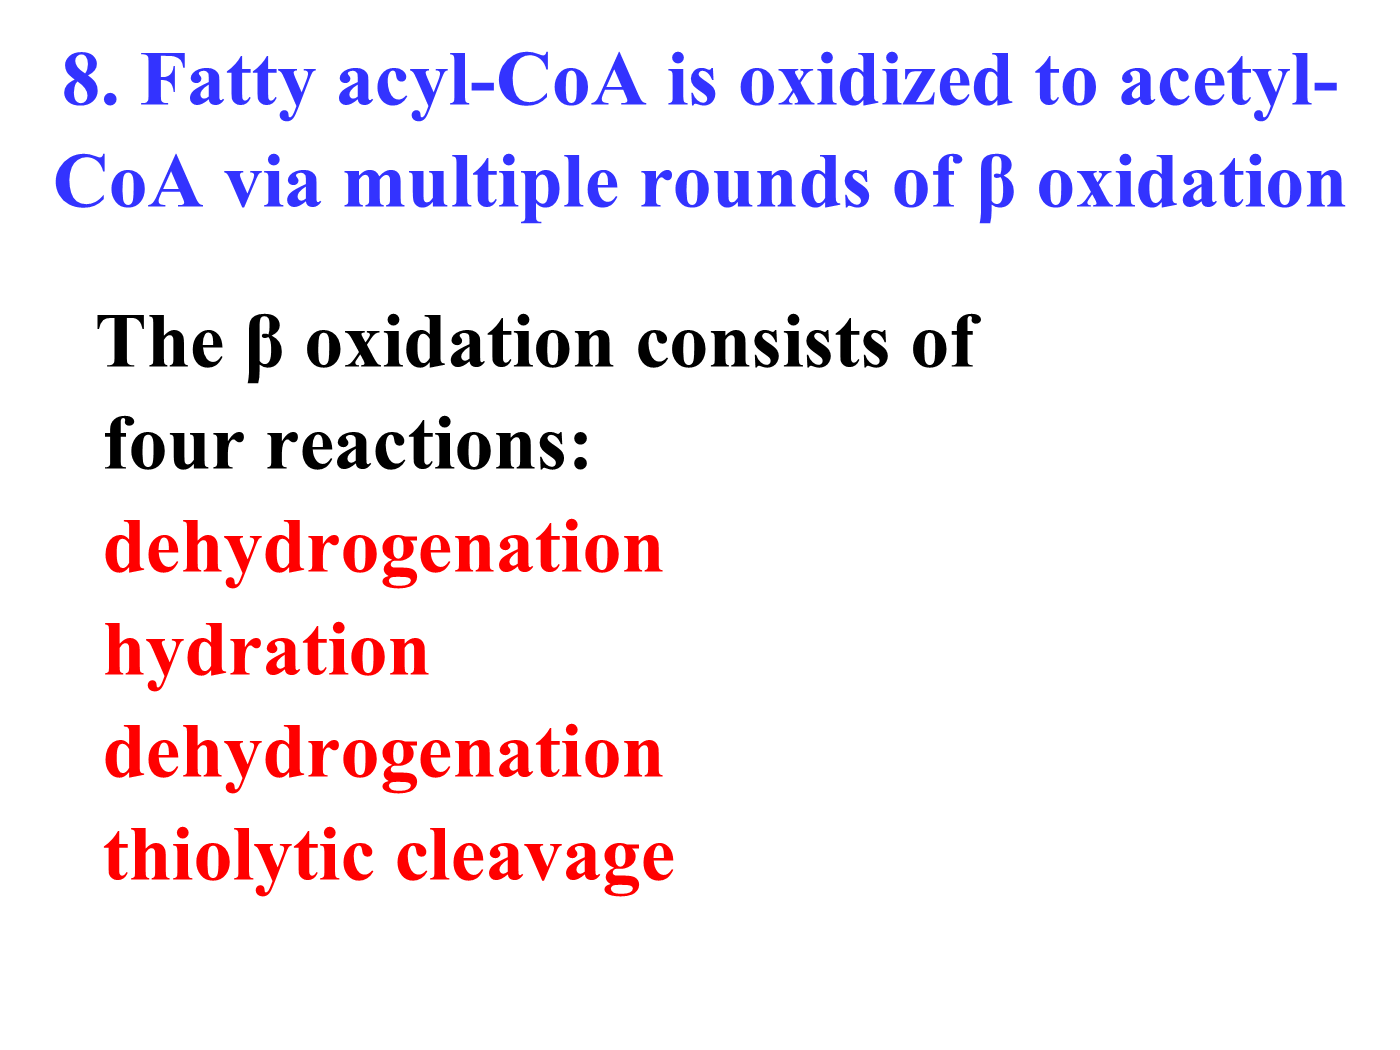 8. Fatty acyl-CoA is oxidized to acetyl-
CoA via multiple rounds of β oxidation
The β oxidation consists of
four reactions:
dehydrogenation
hydration
dehydrogenation
thiolytic cleavage